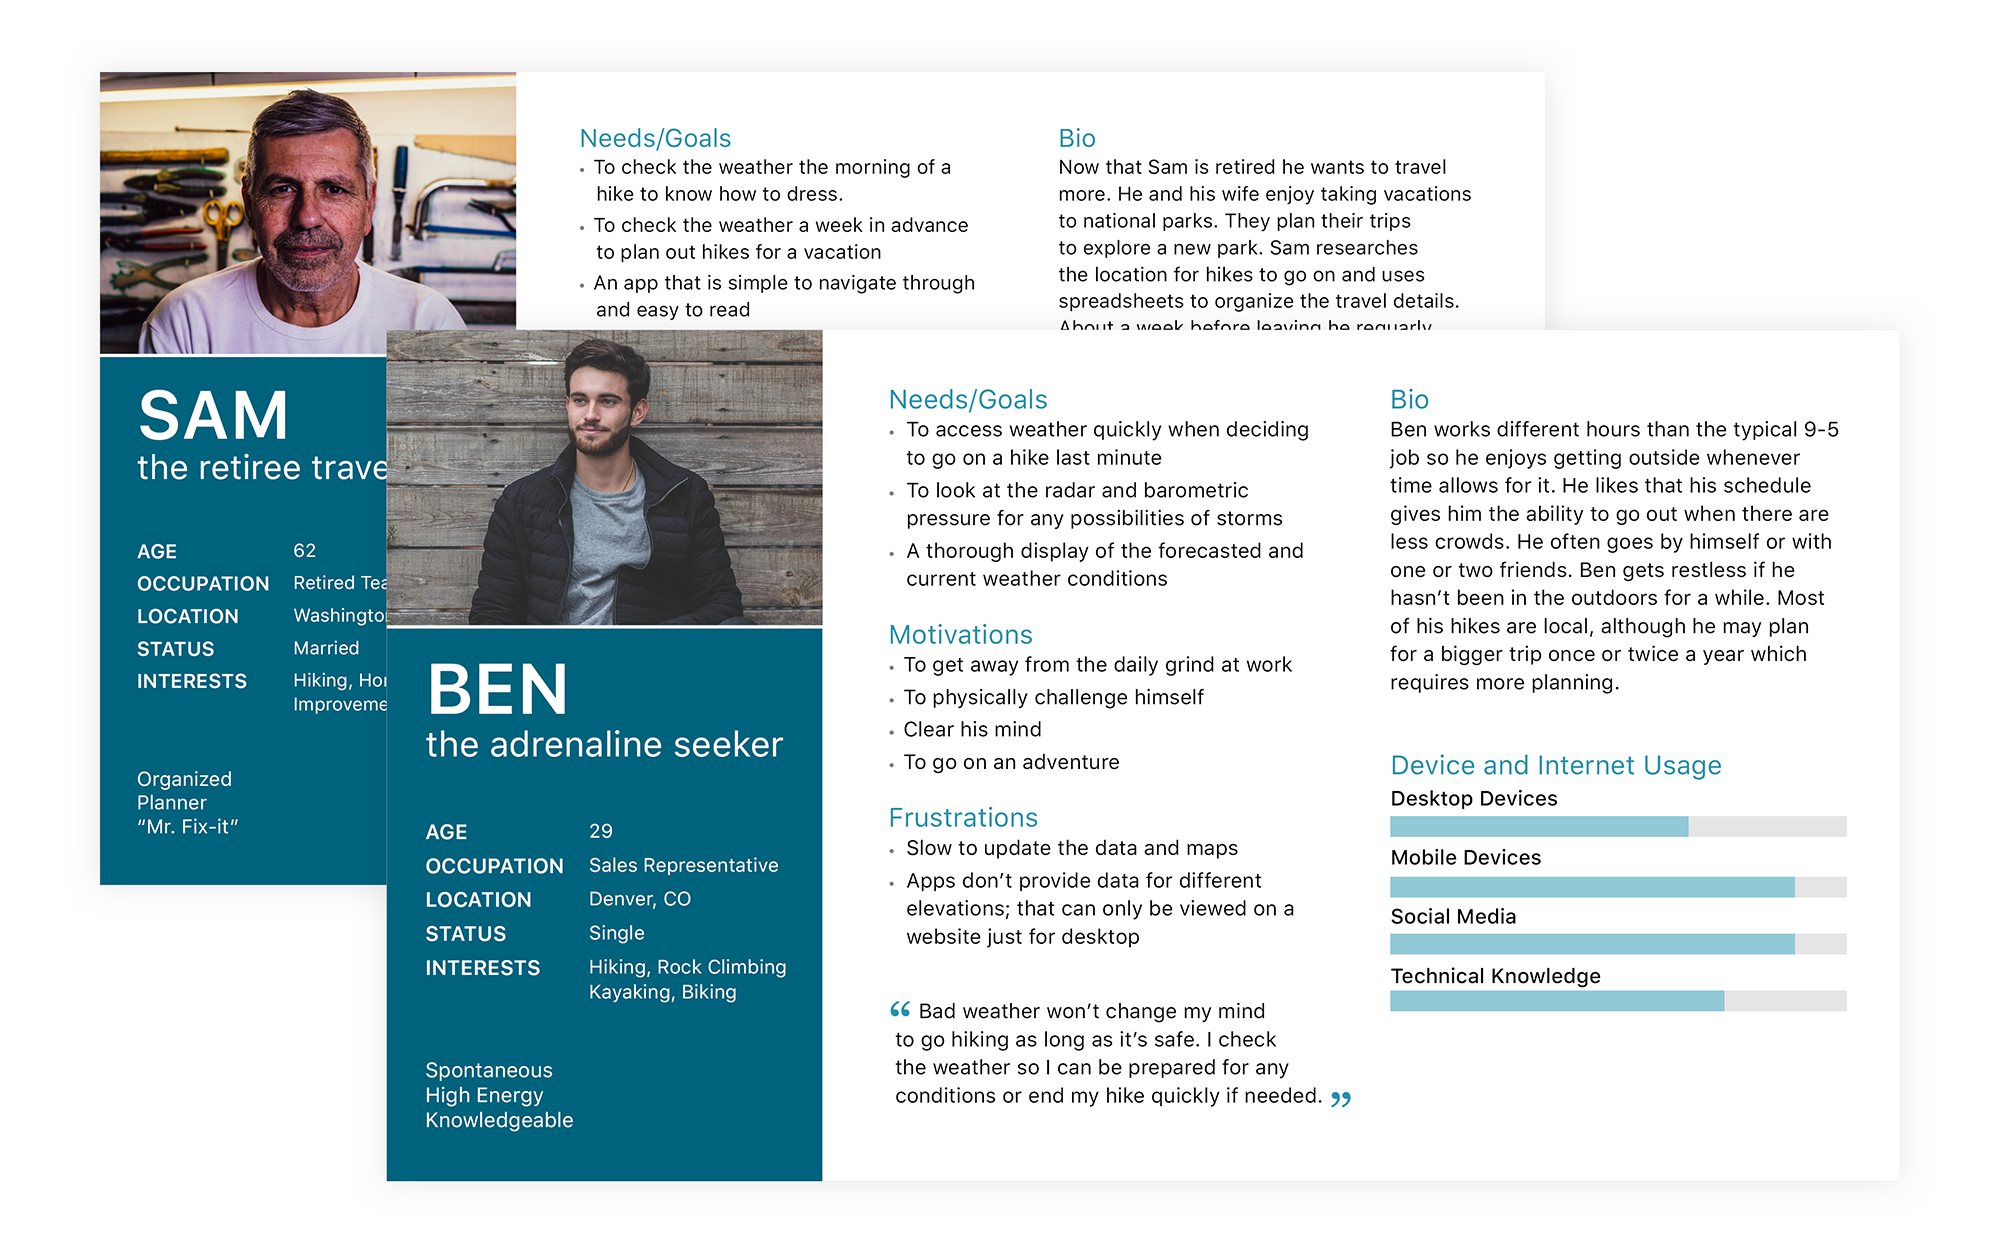 Needs/Goals
• To check the weather the morning of a
hike to know how to dress.
• To check the weather a week in advance
to plan out hikes for a vacation
• An app that is simple to navigate through
and easy to read
Bio
Now that Sam is retired he wants to travel
more. He and his wife enjoy taking vacations
to national parks. They plan their trips
to explore a new park. Sam researches
the location for hikes to go on and uses
spreadsheets to organize the travel details.
About a week before leaving he reguarly
SAM
the retiree
AGE 62
OCCUPATION Retired
LOCATION
STATUS Married
INTERESTS Hiking,
Organized
Planner
“Mr. Fix-it”
BEN
the adrenaline seeker
AGE 29
OCCUPATION Sales Representative
LOCATION Denver, CO
STATUS Single
INTERESTS Hiking, Rock Climbing
Kayaking, Biking
Spontaneous
High Energy
Knowledgeable
Needs/Goals
• To access weather quickly when deciding
to go on a hike last minute
• To look at the radar and barometric
pressure for any possibilities of storms
• A thorough display of the forecasted and
current weather conditions
Motivations
• To get away from the daily grind at work
• To physically challenge himself
• Clear his mind
• To go on an adventure
Frustrations
• Slow to update the data and maps
• Apps don’t provide data for different
elevations; that can only be viewed on a
website just for desktop
“ Bad weather won’t change my mind
to go hiking as long as it’s safe. I check
the weather so I can be prepared for any
conditions or end my hike quickly if needed. ”
Bio
Ben works different hours than the typical 9-5
job so he enjoys getting outside whenever
time allows for it. He likes that his schedule
gives him the ability to go out when there are
less crowds. He often goes by himself or with
one or two friends. Ben gets restless if he
hasn’t been in the outdoors for a while. Most
of his hikes are local, although he may plan
for a bigger trip once or twice a year which
requires more planning.
Device and Internet Usage
Desktop Devices
Mobile Devices
Social Media
Technical Knowledge